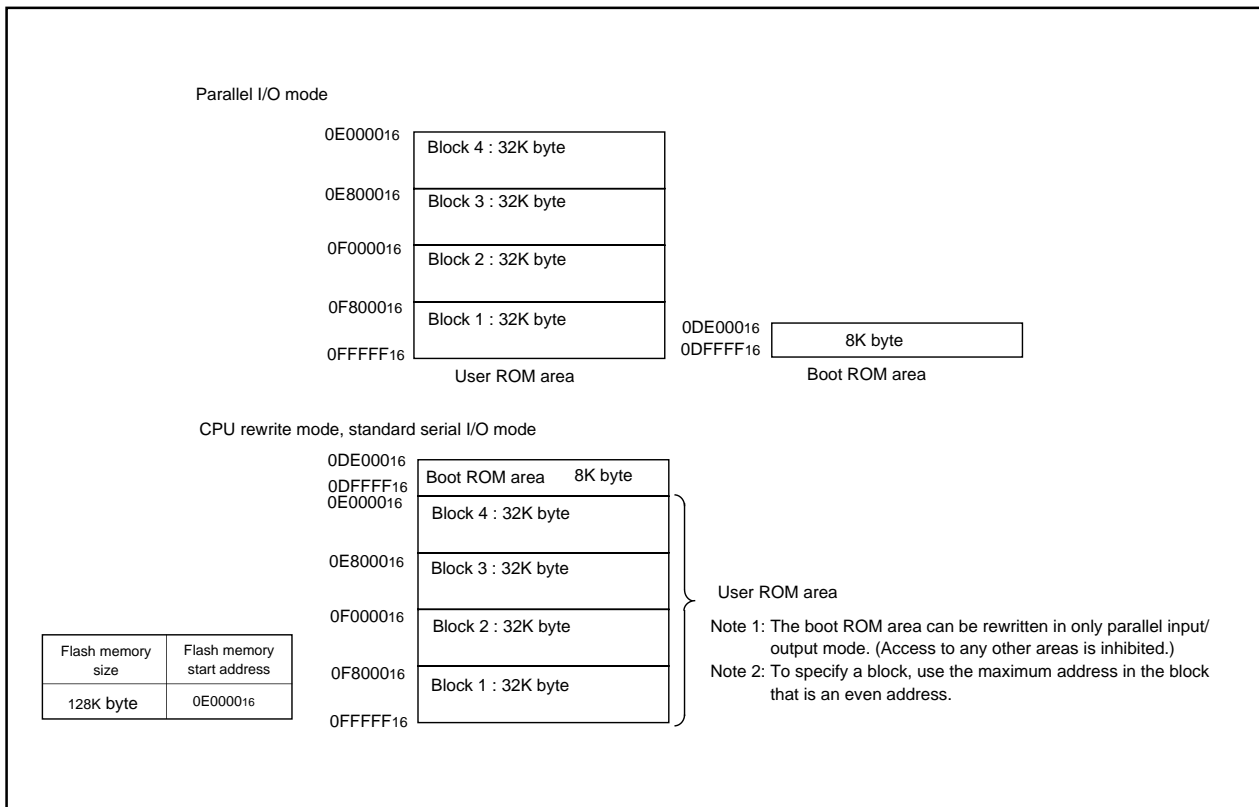 Parallel I/O mode
0E000016
Block 4 : 32K byte
0E800016
Block 3 : 32K byte
0F000016
Block 2 : 32K byte
0F800016
Block 1 : 32K byte
0FFFFF16
User ROM area
0DE00016
0DFFFF16
8K byte
Boot ROM area
CPU rewrite mode, standard serial I/O mode
0DE00016
Boot ROM area 8K byte
0DFFFF16
0E000016
Block 4 : 32K byte
0E800016
Block 3 : 32K byte
0F000016
Block 2 : 32K byte
0F800016
Block 1 : 32K byte
0FFFFF16
User ROM area
Note 1: The boot ROM area can be rewritten in only parallel input/
output mode. (Access to any other areas is inhibited.)
Note 2: To specify a block, use the maximum address in the block
that is an even address.
Flash memory
size
Flash memory
start address
128K byte
0E000016